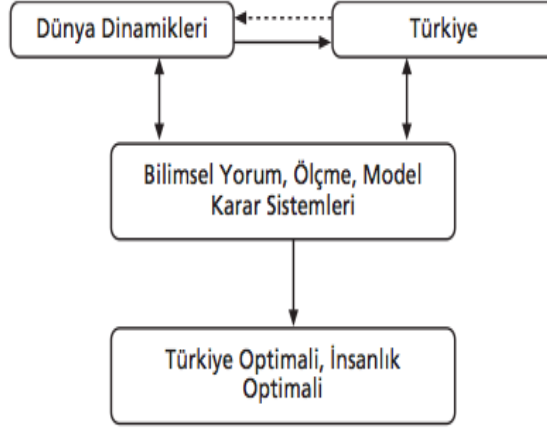 Dünya Dinamikleri
Türkiye
Bilimsel Yorum, Ölçme, Model
Karar Sistemleri
Türkiye Optimali, İnsanlık
Optimali